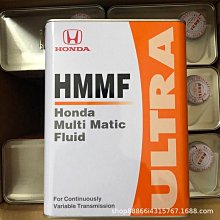 HONDA
HMMF
Honda
Multi Matic
Fluid
ULTRA
For Continuously
Variable Transmission